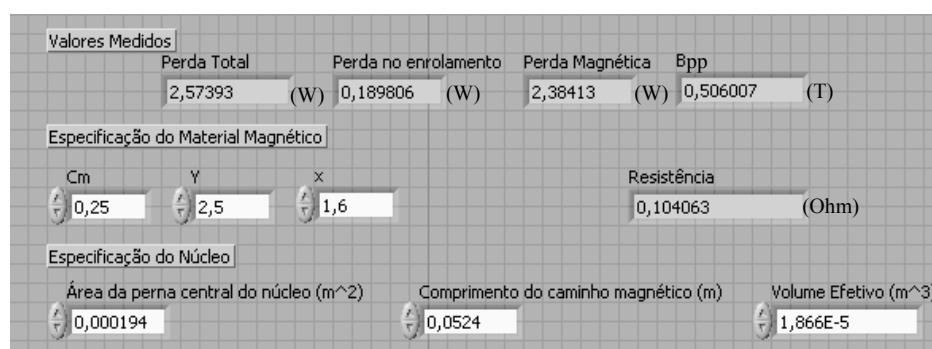 Valores Medidos
Perda Total Perda no enrolamento Perda Magnética Bpp
2,57393 (W) 0,189806 (W) 2,38413 (W) 0,506007 (T)
Especificação do Material Magnético
Cm Y x Resistência
0,25 2,5 1,6 0,104063 (Ohm)
Especificação do Núcleo
Área da perna central do núcleo (m^2) Comprimento do caminho magnético (m) Volume Efetivo (m^3)
0,000194 0,0524 1,866E-5